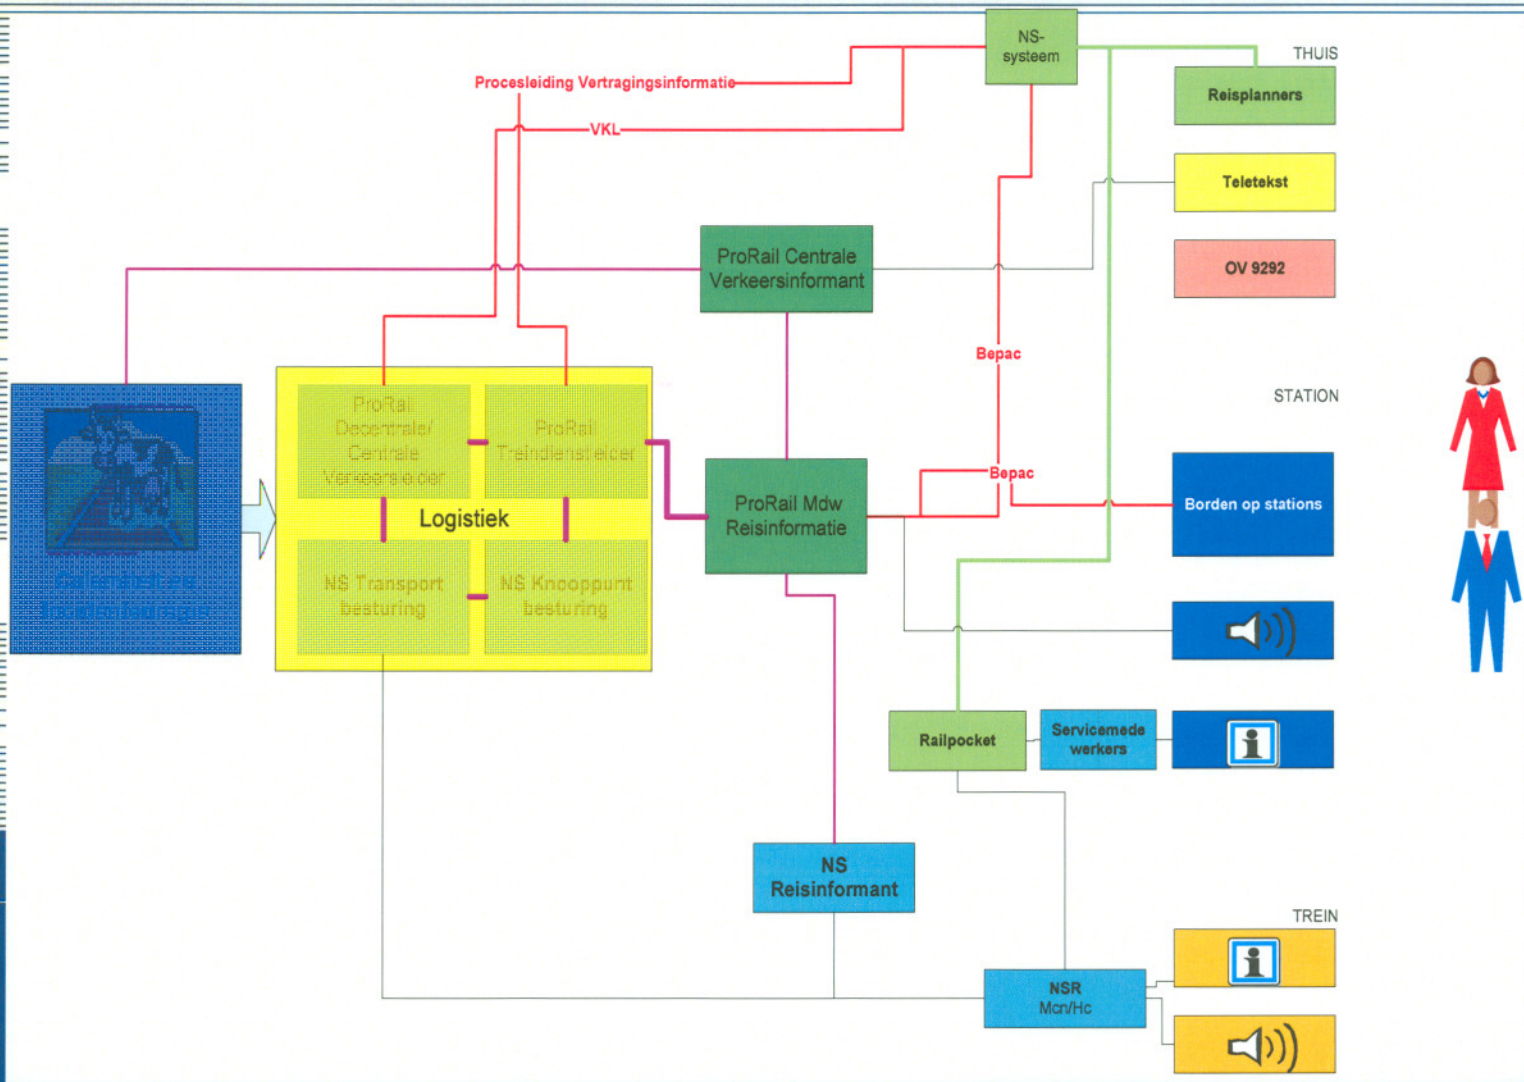 NS-
systeem
THUIS
Procesleiding Vertragingsinformatie
Reisplanners
VKL
Teletekst
ProRail Centrale
Verkeersinformant
OV 9292
Bepac
STATION
ProRail
Decentrale/
Centrale
Verkeersleider
ProRail
Treindienstleider
Bepac
ProRail Mdw
Reisinformatie
Borden op stations
Logistiek
NS Transport
besturing
NS Knooppunt
besturing
Railpocket
Servicemede
werkers
i
NS
Reisinformant
TREIN
i
NSR
Mcn/Hc